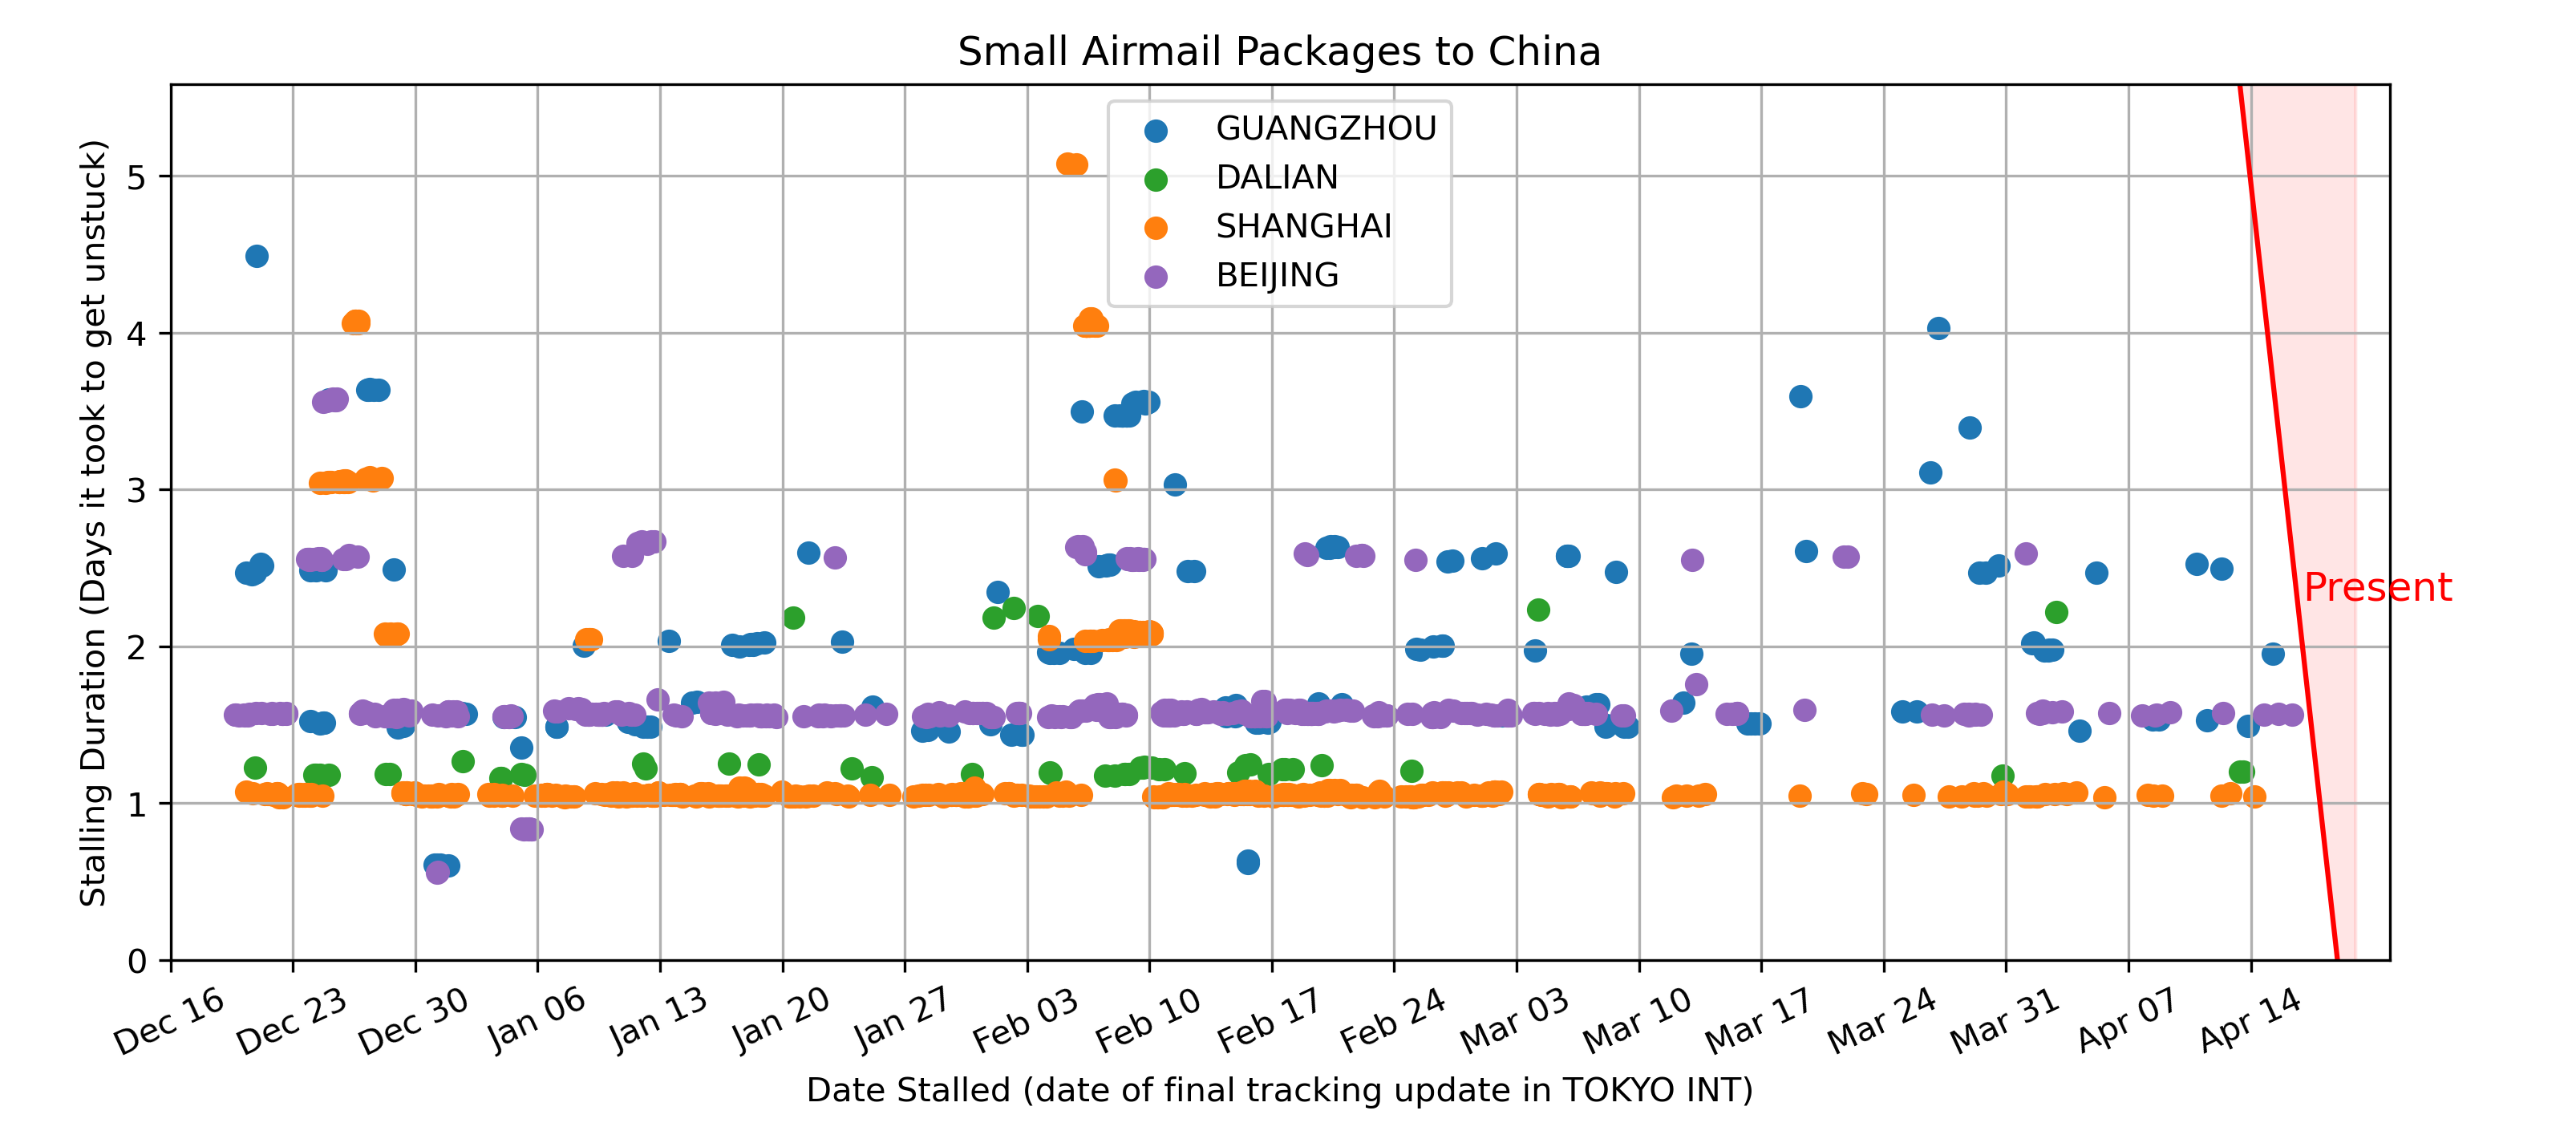 Small Airmail Packages to China
Stalling Duration (Days it took to get unstuck)
5
4
3
2
1
0
GUANGZHOU
DALIAN
SHANGHAI
BEIJING
Present
Dec 16
Dec 23
Dec 30
Jan 06
Jan 13
Jan 20
Jan 27
Feb 03
Feb 10
Feb 17
Feb 24
Mar 03
Mar 10
Mar 17
Mar 24
Mar 31
Apr 07
Apr 14
Date Stalled (date of final tracking update in TOKYO INT)